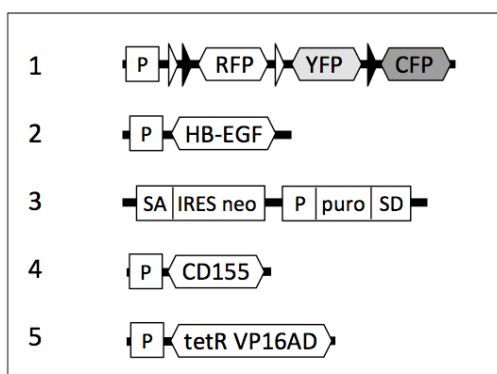 1 P RFP YFP CFP
2 P HB-EGF
3 SA IRES neo P puro SD
4 P CD155
5 P tetR VP16AD